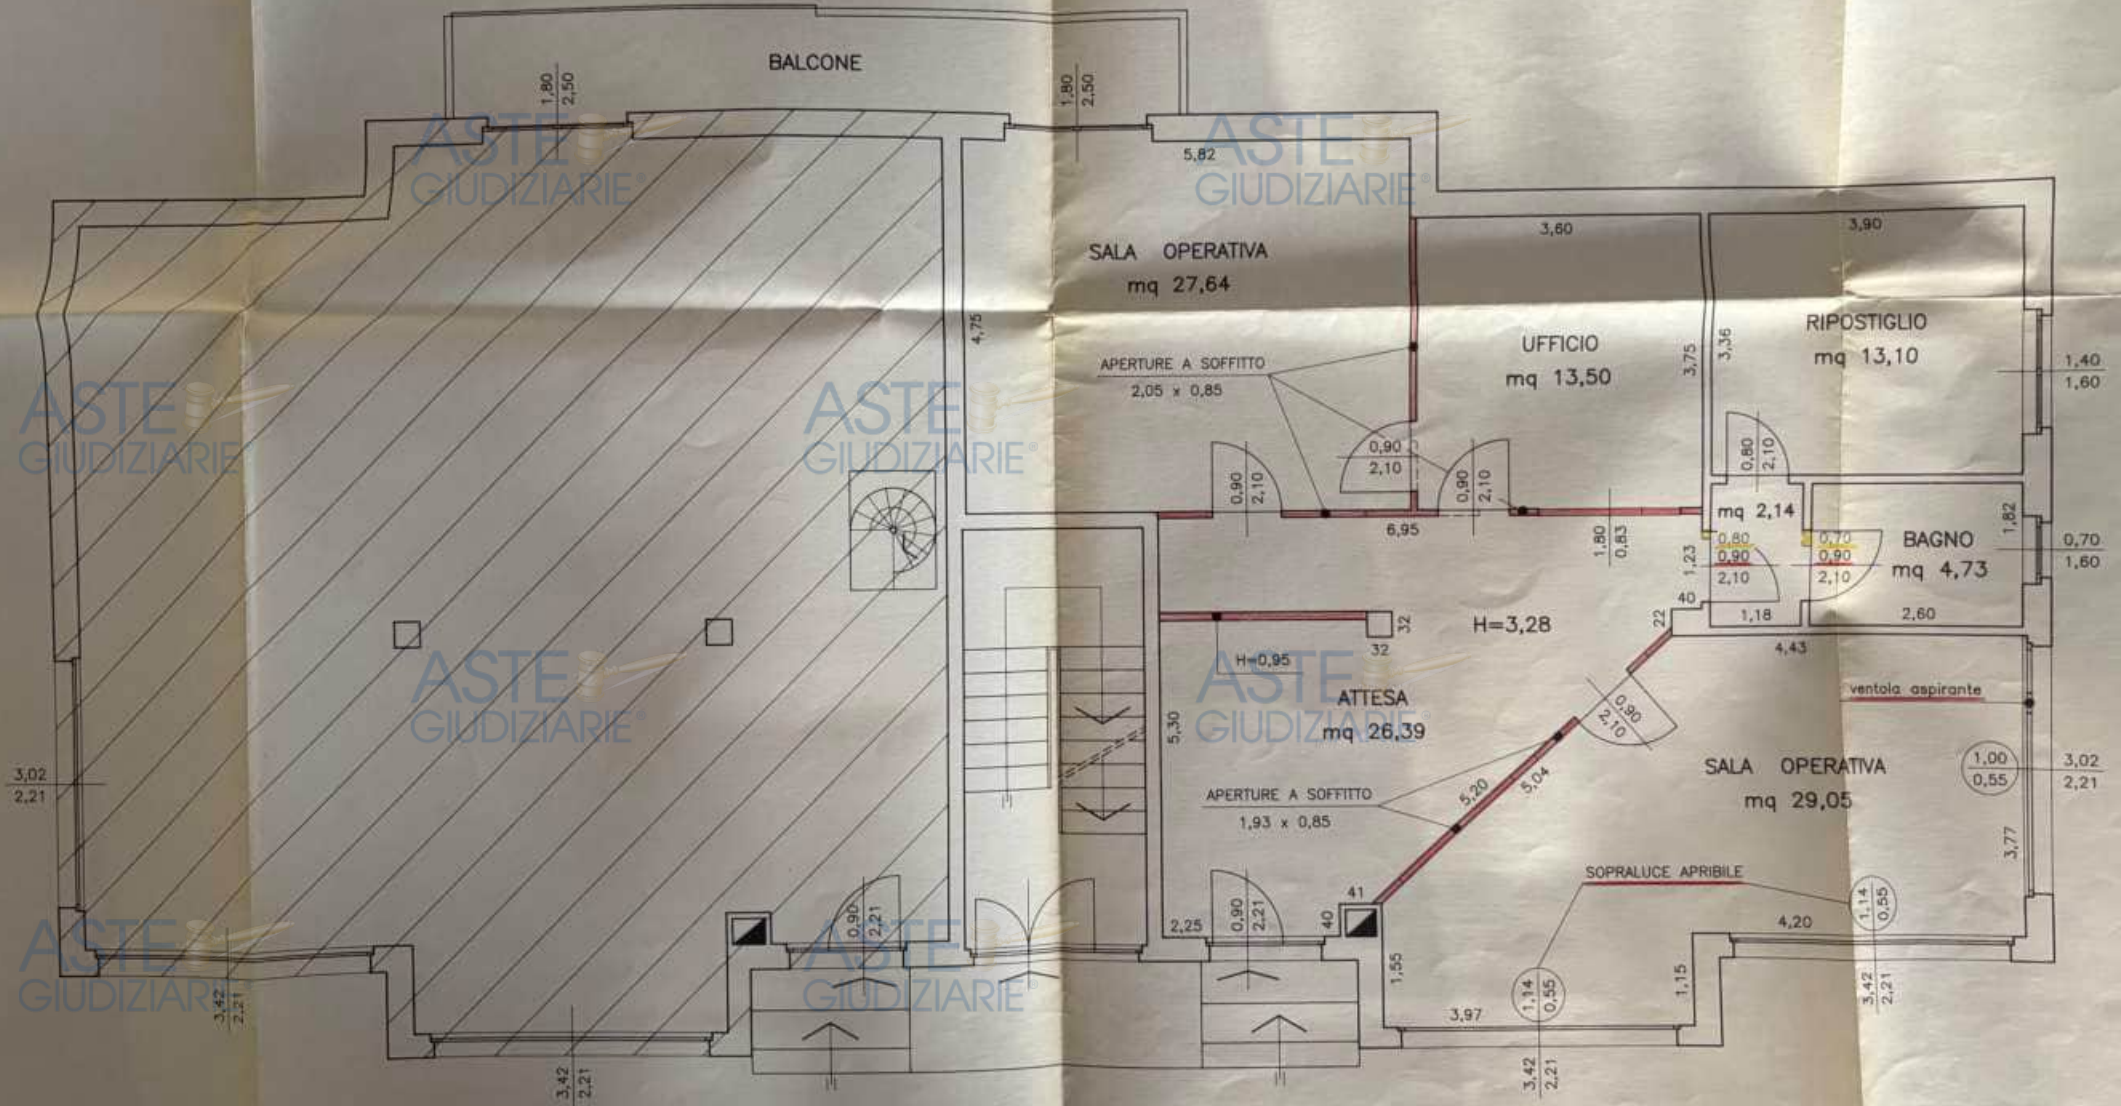 BALCONE
1,80
2,50
1,80
2,50
ASTE
GIUDIZIARIE®
ASTE
GIUDIZIARIE®
5,82
3,60
3,90
SALA OPERATIVA
mq 27,64
4,75
UFFICIO
mq 13,50
3,75
3,36
RIPOSTIGLIO
mq 13,10
1,40
1,60
APERTURE A SOFFITTO
2,05 x 0,85
ASTE
GIUDIZIARIE®
ASTE
GIUDIZIARIE®
0,90
2,10
0,90
2,10
0,90
2,10
0,80
2,10
6,95
1,80
0,83
mq 2,14
1,82
0,80
0,90
2,10
0,70
0,90
2,10
1,23
BAGNO
mq 4,73
0,70
1,60
40
1,18
2,60
22
4,43
H=3,28
32
32
H=0,95
ASTE
GIUDIZIARIE®
ASTE
GIUDIZIARIE®
ATTESA
mq 26,39
5,30
0,90
2,10
ventola aspirante
SALA OPERATIVA
mq 29,05
1,00
0,55
3,02
2,21
3,02
2,21
5,20
5,04
APERTURE A SOFFITTO
1,93 x 0,85
3,77
SOPRALUCE APRIBILE
41
40
1,14
0,55
4,20
0,90
2,21
2,25
0,90
2,21
ASTE
GIUDIZIARIE®
ASTE
GIUDIZIARIE®
1,55
1,15
1,14
0,55
3,97
3,42
2,21
3,42
2,21
3,42
2,21
3,42
2,21